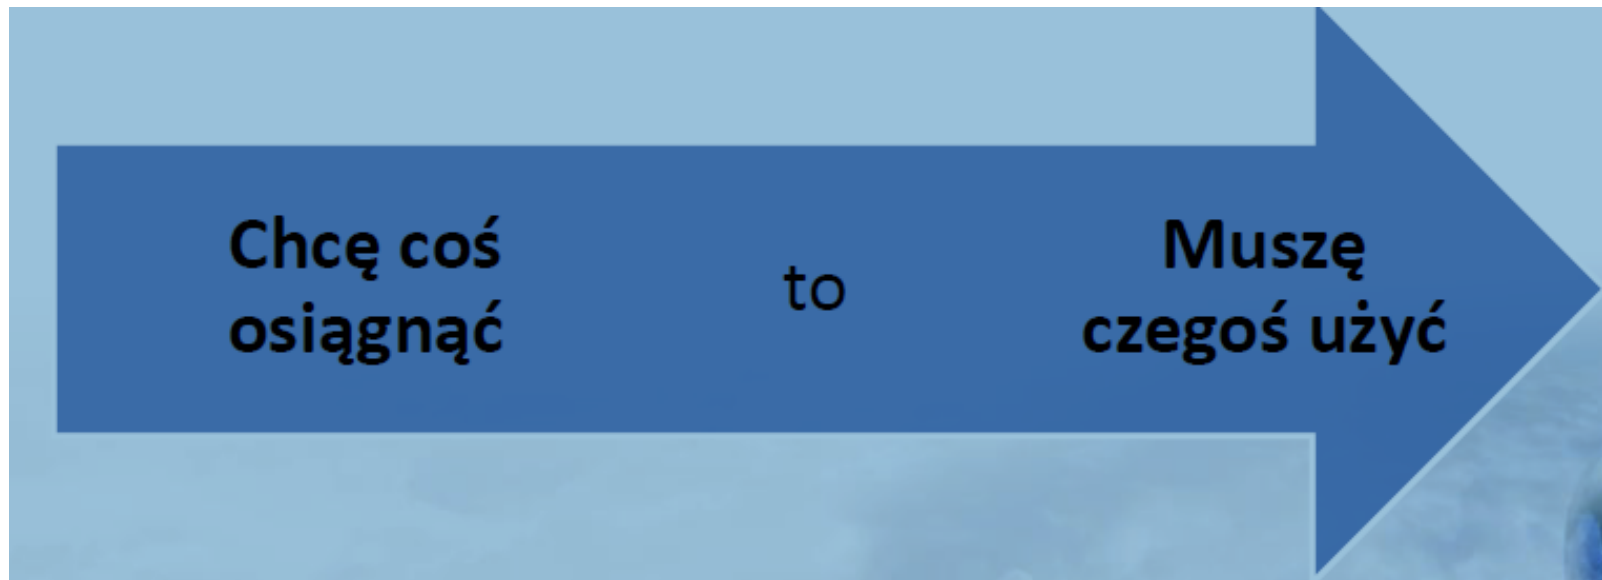 Chcę coś
osiągnąć
to
Muszę
czegoś użyć